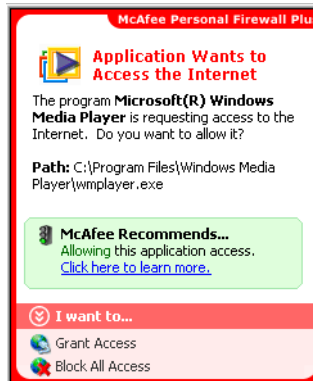 McAfee Personal Firewall Plu
Application Wants to
Access the Internet
The program Microsoft(R) Windows
Media Player is requesting access to the
Internet. Do you want to allow it?
Path: C:\Program Files\Windows Media
Player\wmplayer.exe
McAfee Recommends...
Allowing this application access.
Click here to learn more.
I want to...
Grant Access
Block All Access